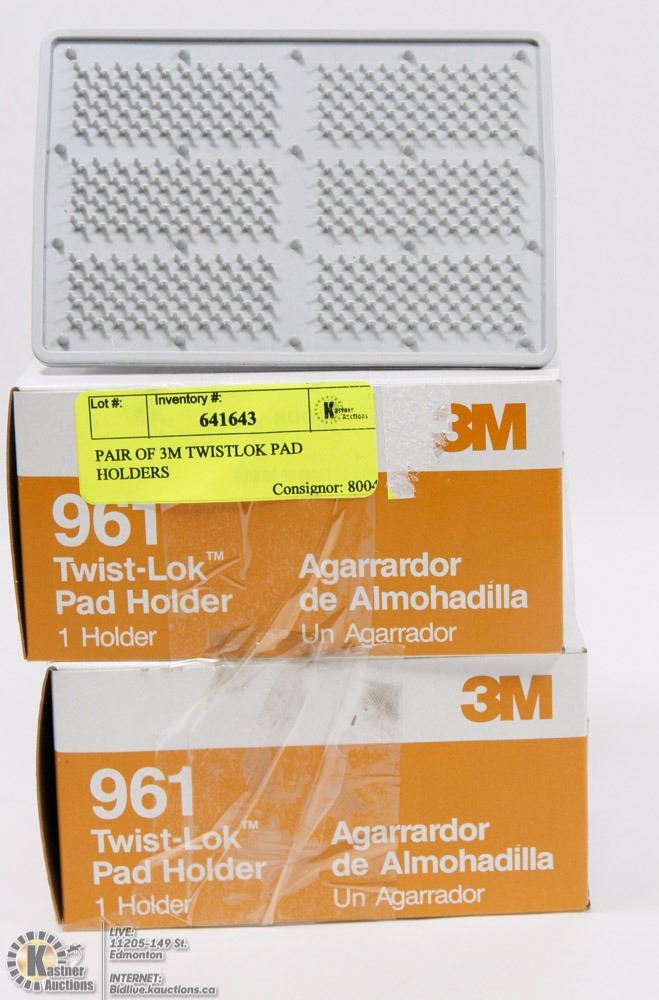 Lot #:
Inventory #:
641643
Kastner
Auctions
PAIR OF 3M TWISTLOK PAD
HOLDERS
Consignor: 8004
3M
961
Twist-Lok™
Pad Holder
1 Holder
Agarrardor
de Almohadilla
Un Agarrador
3M
961
Twist-Lok™
Pad Holder
1 Holder
Agarrardor
de Almohadilla
Un Agarrador
Kastner
Auctions
LIVE:
11205-149 St.
Edmonton
INTERNET:
Bidlive.kauctions.ca